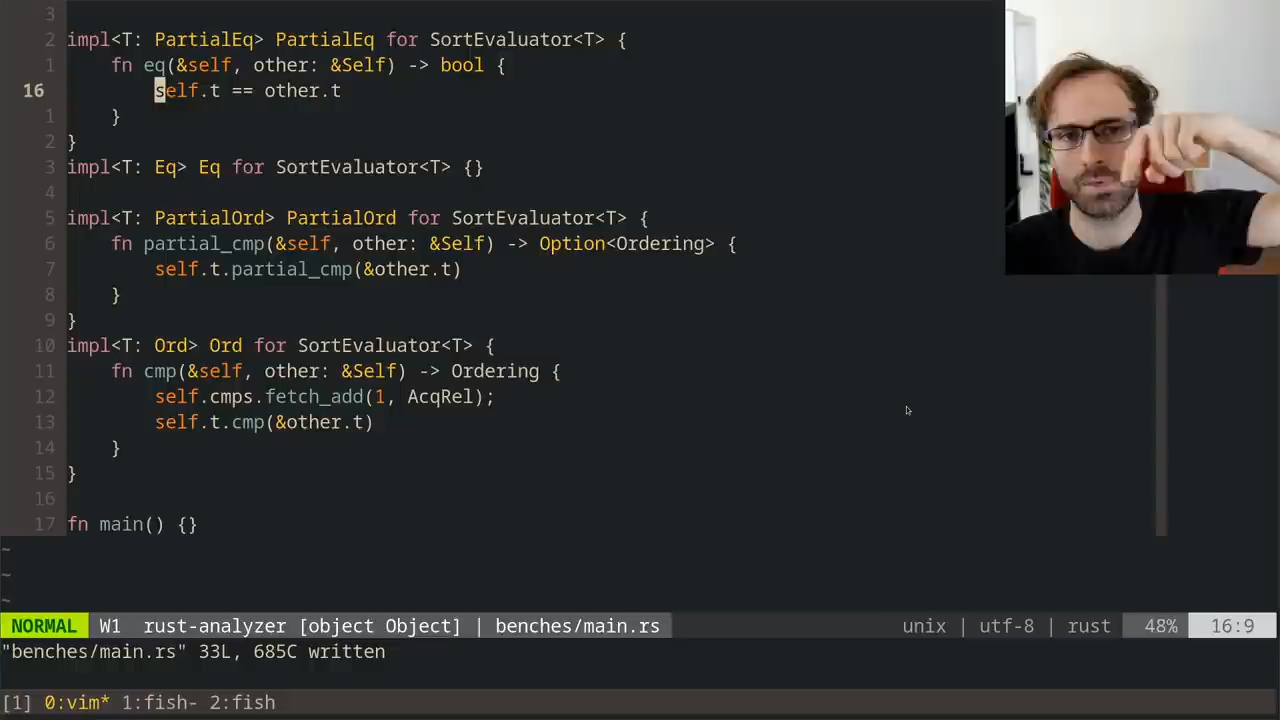 3
2 impl<T: PartialEq> PartialEq for SortEvaluator<T> {
1 fn eq(&self, other: &Self) -> bool {
16 self.t == other.t
1 }
2 }
3 impl<T: Eq> Eq for SortEvaluator<T> {}
4
5 impl<T: PartialOrd> PartialOrd for SortEvaluator<T> {
6 fn partial_cmp(&self, other: &Self) -> Option<Ordering> {
7 self.t.partial_cmp(&other.t)
8 }
9 }
10 impl<T: Ord> Ord for SortEvaluator<T> {
11 fn cmp(&self, other: &Self) -> Ordering {
12 self.cmps.fetch_add(1, AcqRel);
13 self.t.cmp(&other.t)
14 }
15 }
16
17 fn main() {}
~
~
~
NORMAL W1 rust-analyzer [object Object] | benches/main.rs unix | utf-8 | rust 48% 16:9
"benches/main.rs" 33L, 685C written
[1] 0:vim* 1:fish- 2:fish